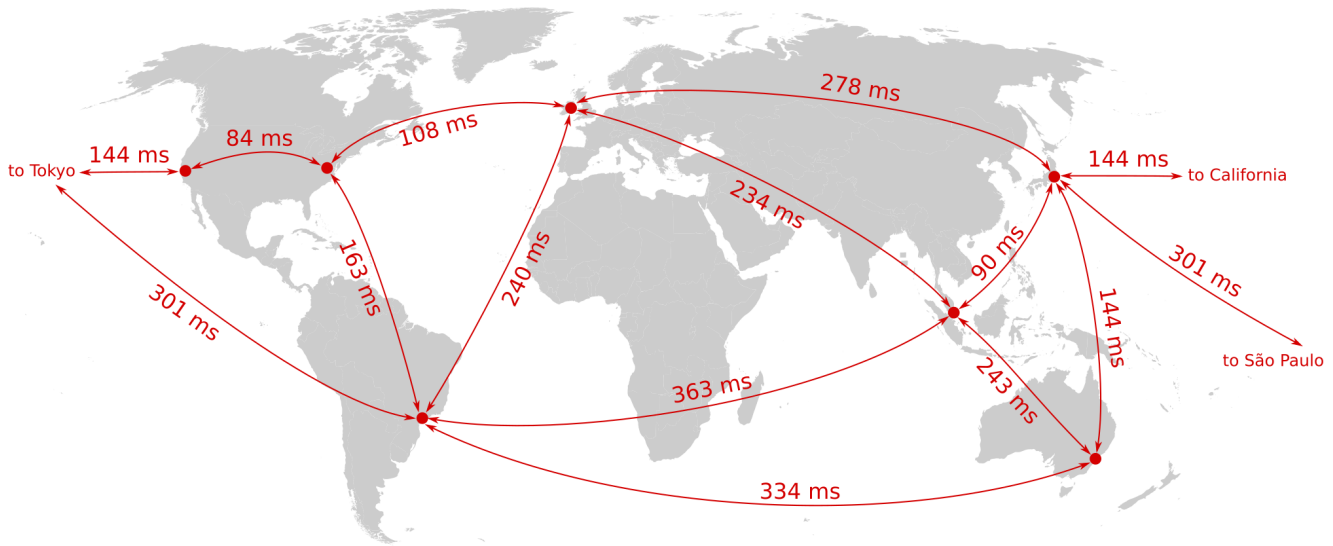 278 ms
108 ms
84 ms
144 ms
to Tokyo
144 ms
to California
234 ms
163 ms
240 ms
90 ms
301 ms
301 ms
144 ms
to São Paulo
363 ms
243 ms
334 ms